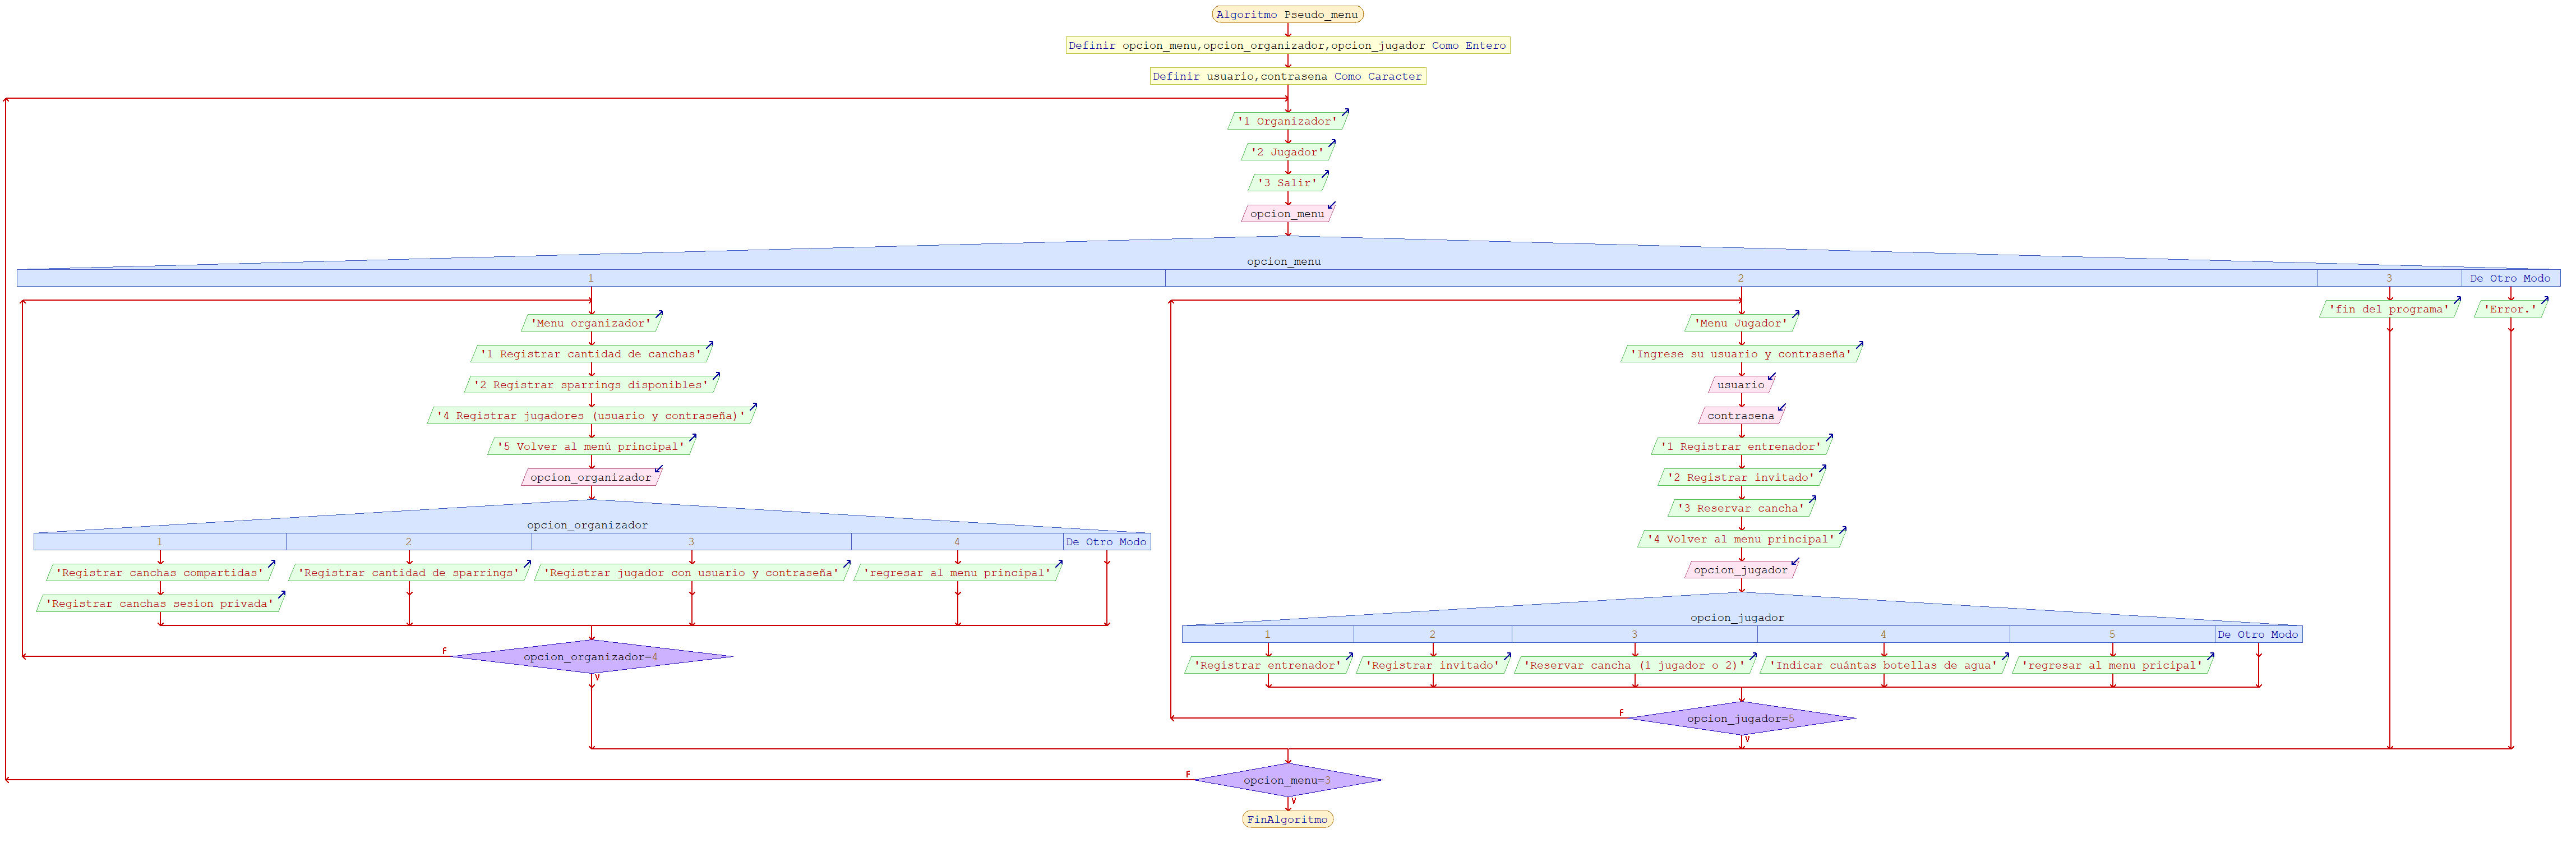 Algoritmo Pseudo_menu
Definir opcion_menu,opcion_organizador,opcion_jugador Como Entero
Definir usuario,contrasena Como Caracter
'1 Organizador'
'2 Jugador'
'3 Salir'
opcion_menu
opcion_menu
1
2
3
De Otro Modo
'Menu organizador'
'1 Registrar cantidad de canchas'
'2 Registrar sparrings disponibles'
'4 Registrar jugadores (usuario y contraseña)'
'5 Volver al menú principal'
opcion_organizador
opcion_organizador
1
2
3
4
De Otro Modo
'Registrar canchas compartidas'
'Registrar canchas sesion privada'
'Registrar cantidad de sparrings'
'Registrar jugador con usuario y contraseña'
'regresar al menu principal'
opcion_organizador=4
F
V
'Menu Jugador'
'Ingrese su usuario y contraseña'
usuario
contrasena
'1 Registrar entrenador'
'2 Registrar invitado'
'3 Reservar cancha'
'4 Volver al menu principal'
opcion_jugador
opcion_jugador
1
2
3
4
5
De Otro Modo
'Registrar entrenador'
'Registrar invitado'
'Reservar cancha (1 jugador o 2)'
'Indicar cuántas botellas de agua'
'regresar al menu pricipal'
opcion_jugador=5
F
V
'fin del programa'
'Error.'
opcion_menu=3
F
V
FinAlgoritmo